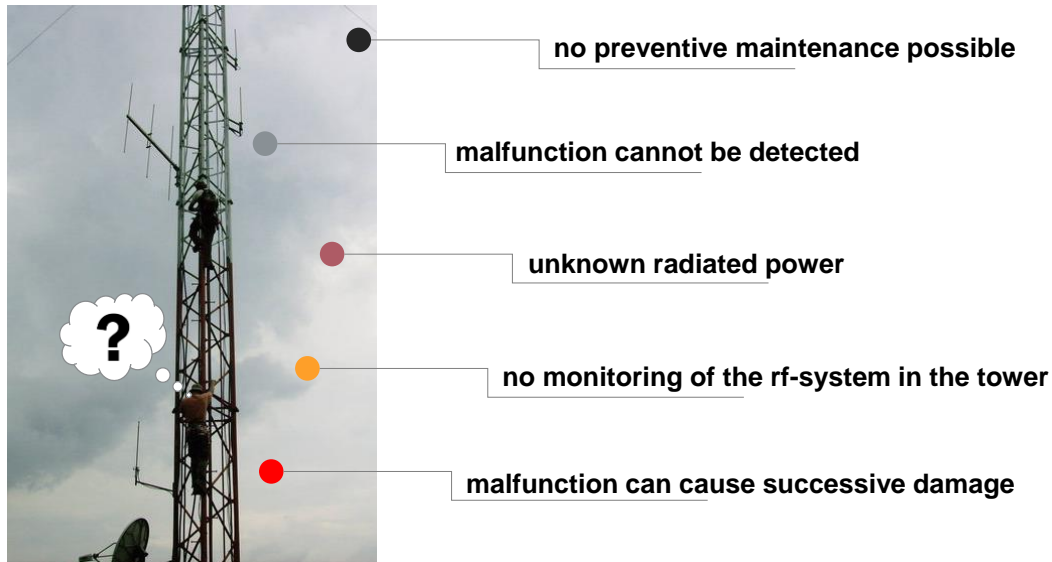 no preventive maintenance possible
malfunction cannot be detected
unknown radiated power
?
no monitoring of the rf-system in the tower
malfunction can cause successive damage